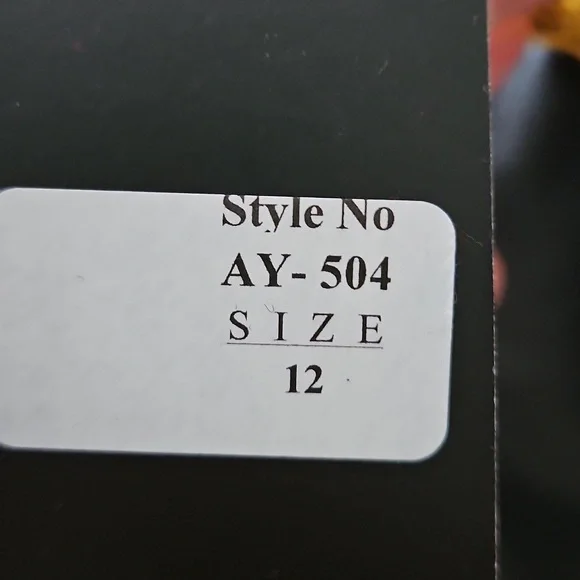 Style No
AY- 504
SIZE
12